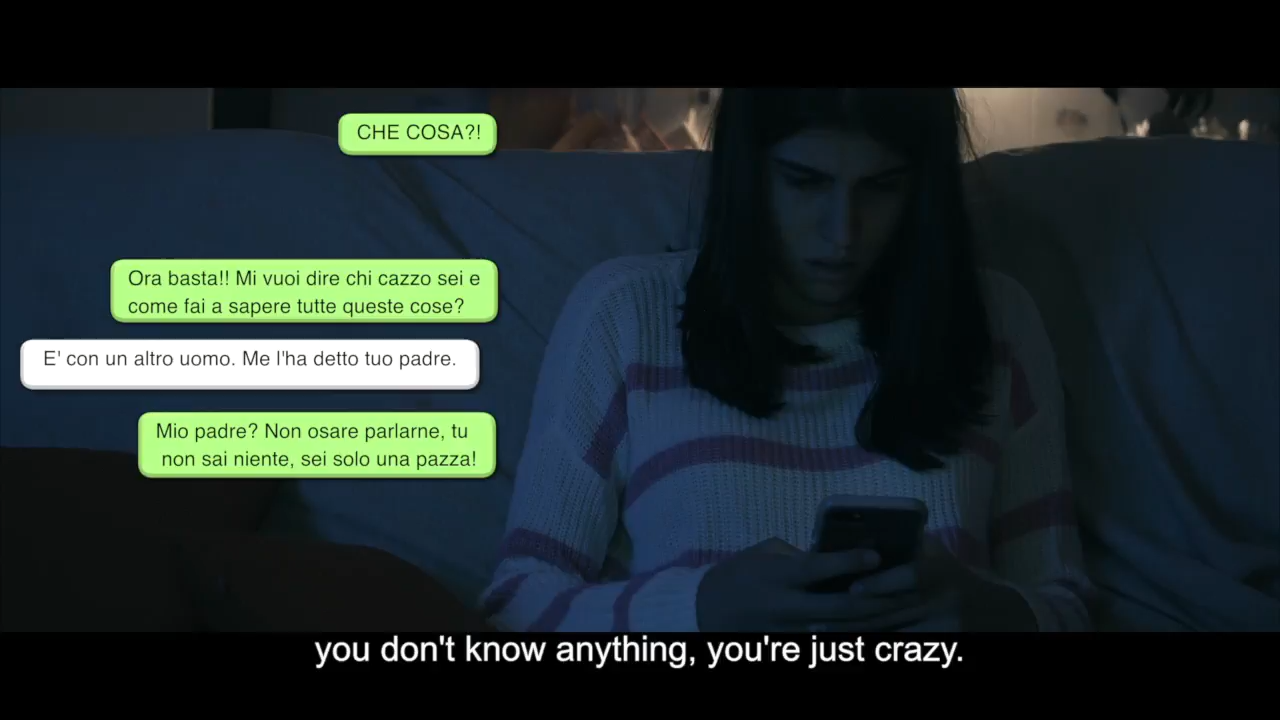 CHE COSA?!
Ora basta!! Mi vuoi dire chi cazzo sei e
come fai a sapere tutte queste cose?
E' con un altro uomo. Me l'ha detto tuo padre.
Mio padre? Non osare parlarne, tu
non sai niente, sei solo una pazza!
you don't know anything, you're just crazy.